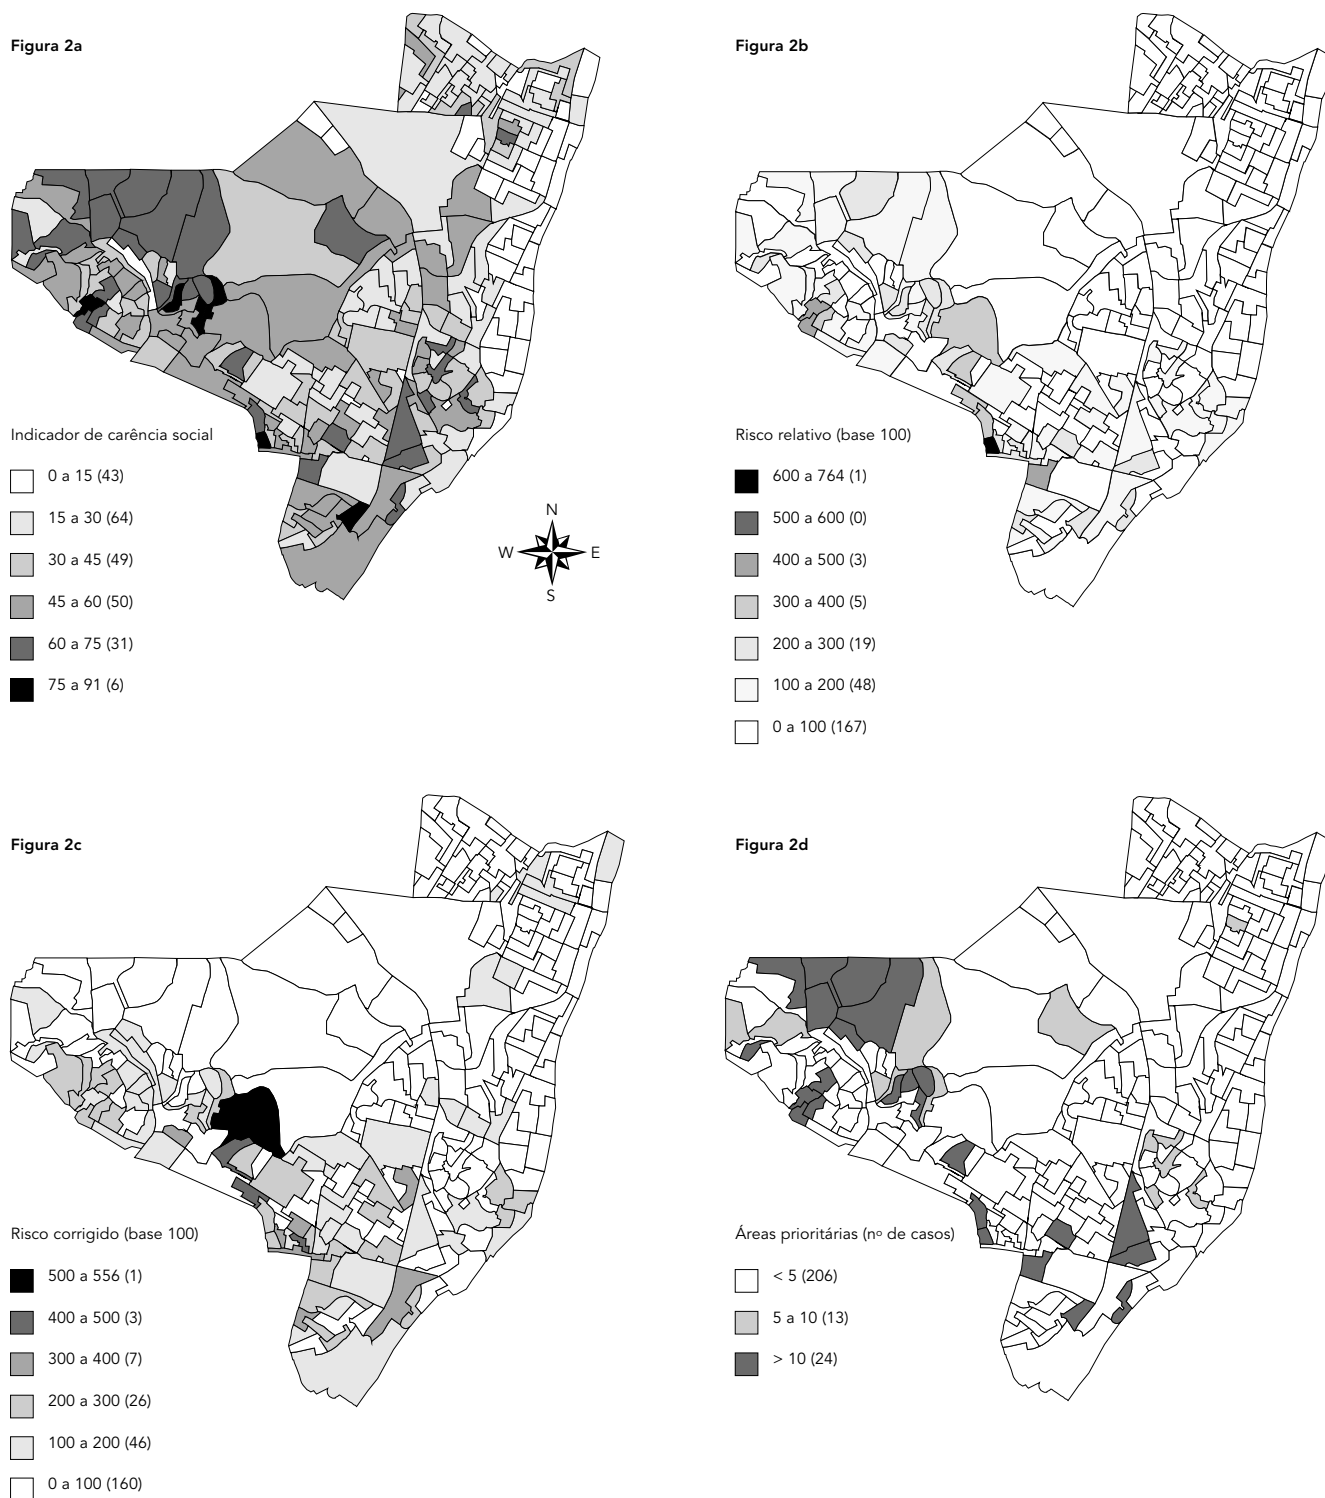 Figura 2a
Indicador de carência social
0 a 15 (43)
15 a 30 (64)
30 a 45 (49)
45 a 60 (50)
60 a 75 (31)
75 a 91 (6)
N
W E
S
Figura 2b
Risco relativo (base 100)
600 a 764 (1)
500 a 600 (0)
400 a 500 (3)
300 a 400 (5)
200 a 300 (19)
100 a 200 (48)
0 a 100 (167)
Figura 2c
Risco corrigido (base 100)
500 a 556 (1)
400 a 500 (3)
300 a 400 (7)
200 a 300 (26)
100 a 200 (46)
0 a 100 (160)
Figura 2d
Áreas prioritárias (nº de casos)
< 5 (206)
5 a 10 (13)
> 10 (24)